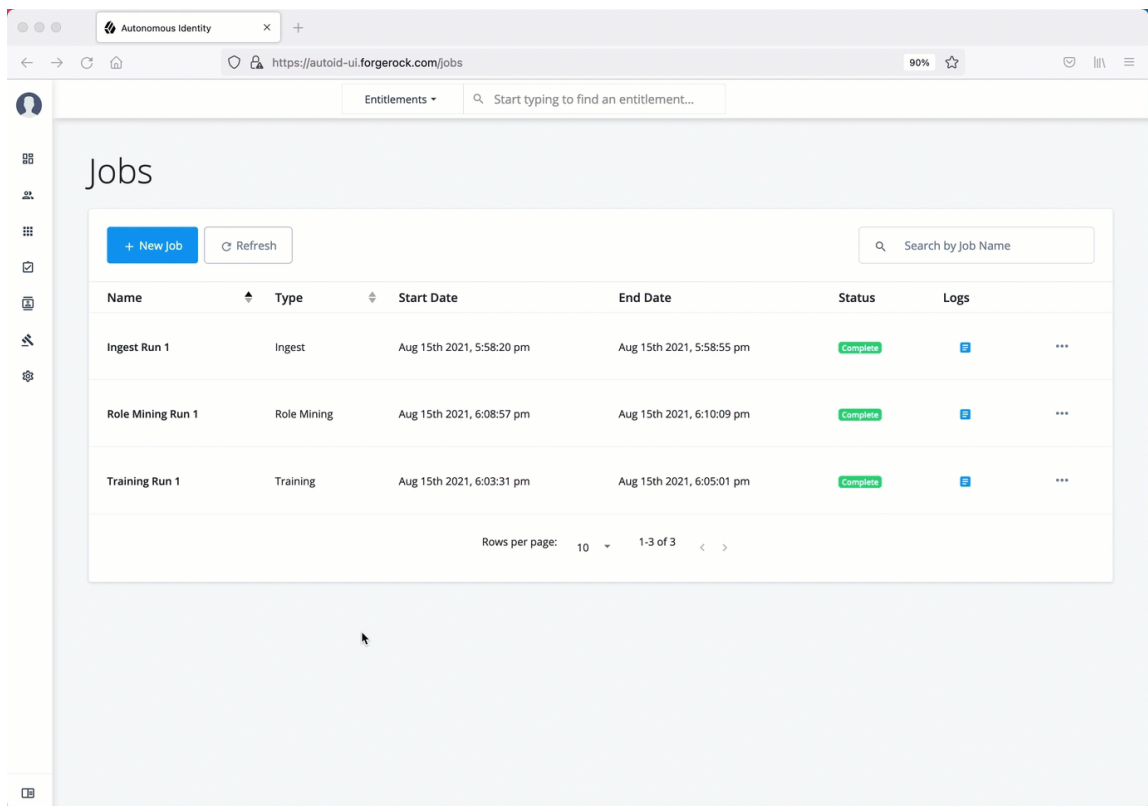 Autonomous Identity
https://autoid-ui.forgerock.com/jobs
90%
Entitlements
Start typing to find an entitlement...
Jobs
+ New Job
Refresh
Search by Job Name
Name Type Start Date End Date Status Logs
Ingest Run 1 Ingest Aug 15th 2021, 5:58:20 pm Aug 15th 2021, 5:58:55 pm Complete
Role Mining Run 1 Role Mining Aug 15th 2021, 6:08:57 pm Aug 15th 2021, 6:10:09 pm Complete
Training Run 1 Training Aug 15th 2021, 6:03:31 pm Aug 15th 2021, 6:05:01 pm Complete
Rows per page: 10 1-3 of 3